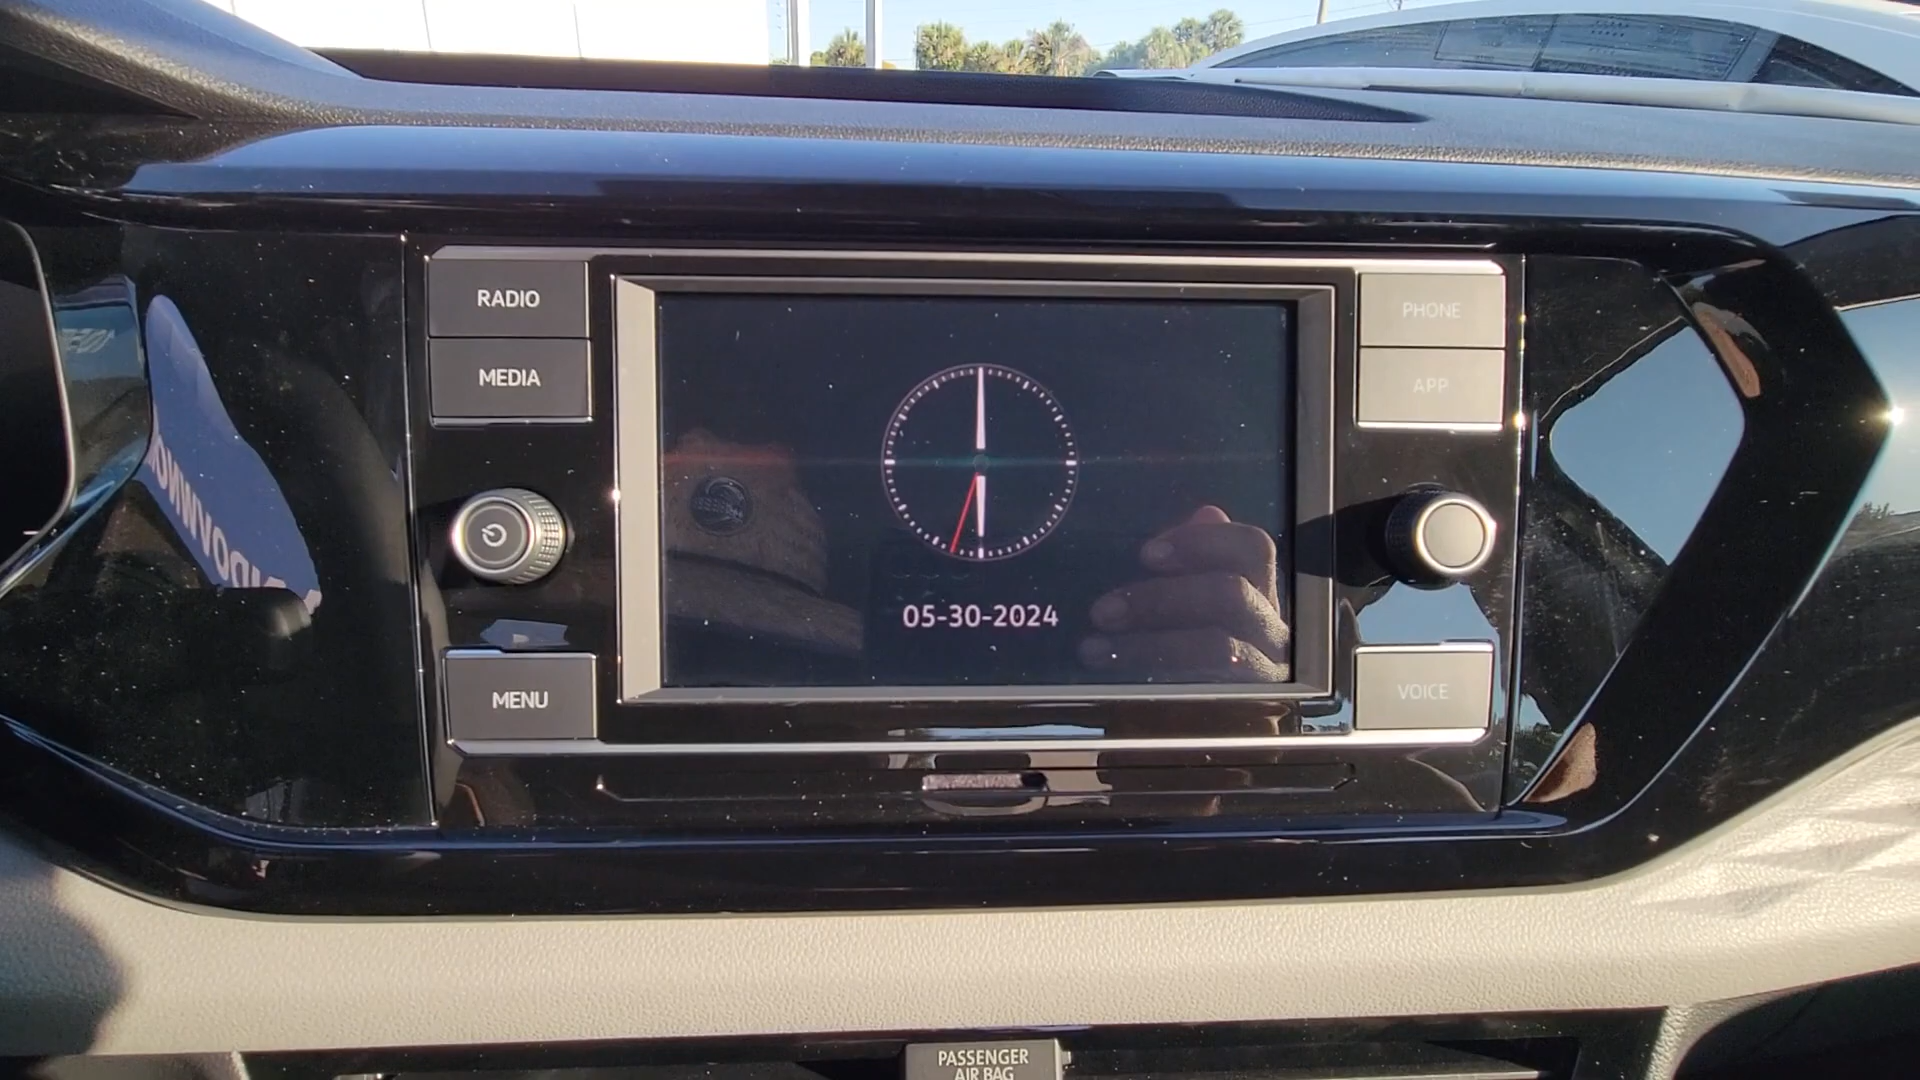 RADIO
MEDIA
MENU
PHONE
APP
VOICE
05-30-2024
PASSENGER
AIR BAG